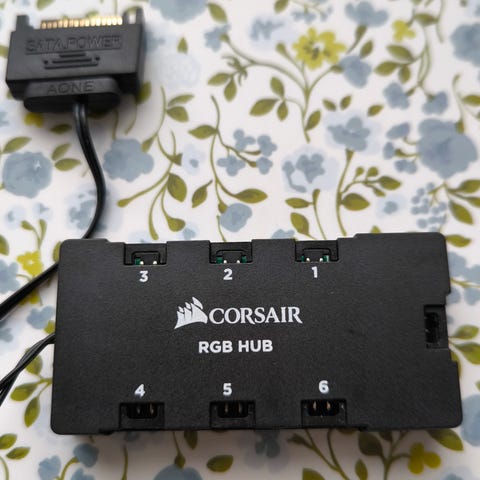 SATA POWER
AONE
3 2 1
CORSAIR
RGB HUB
4 5 6